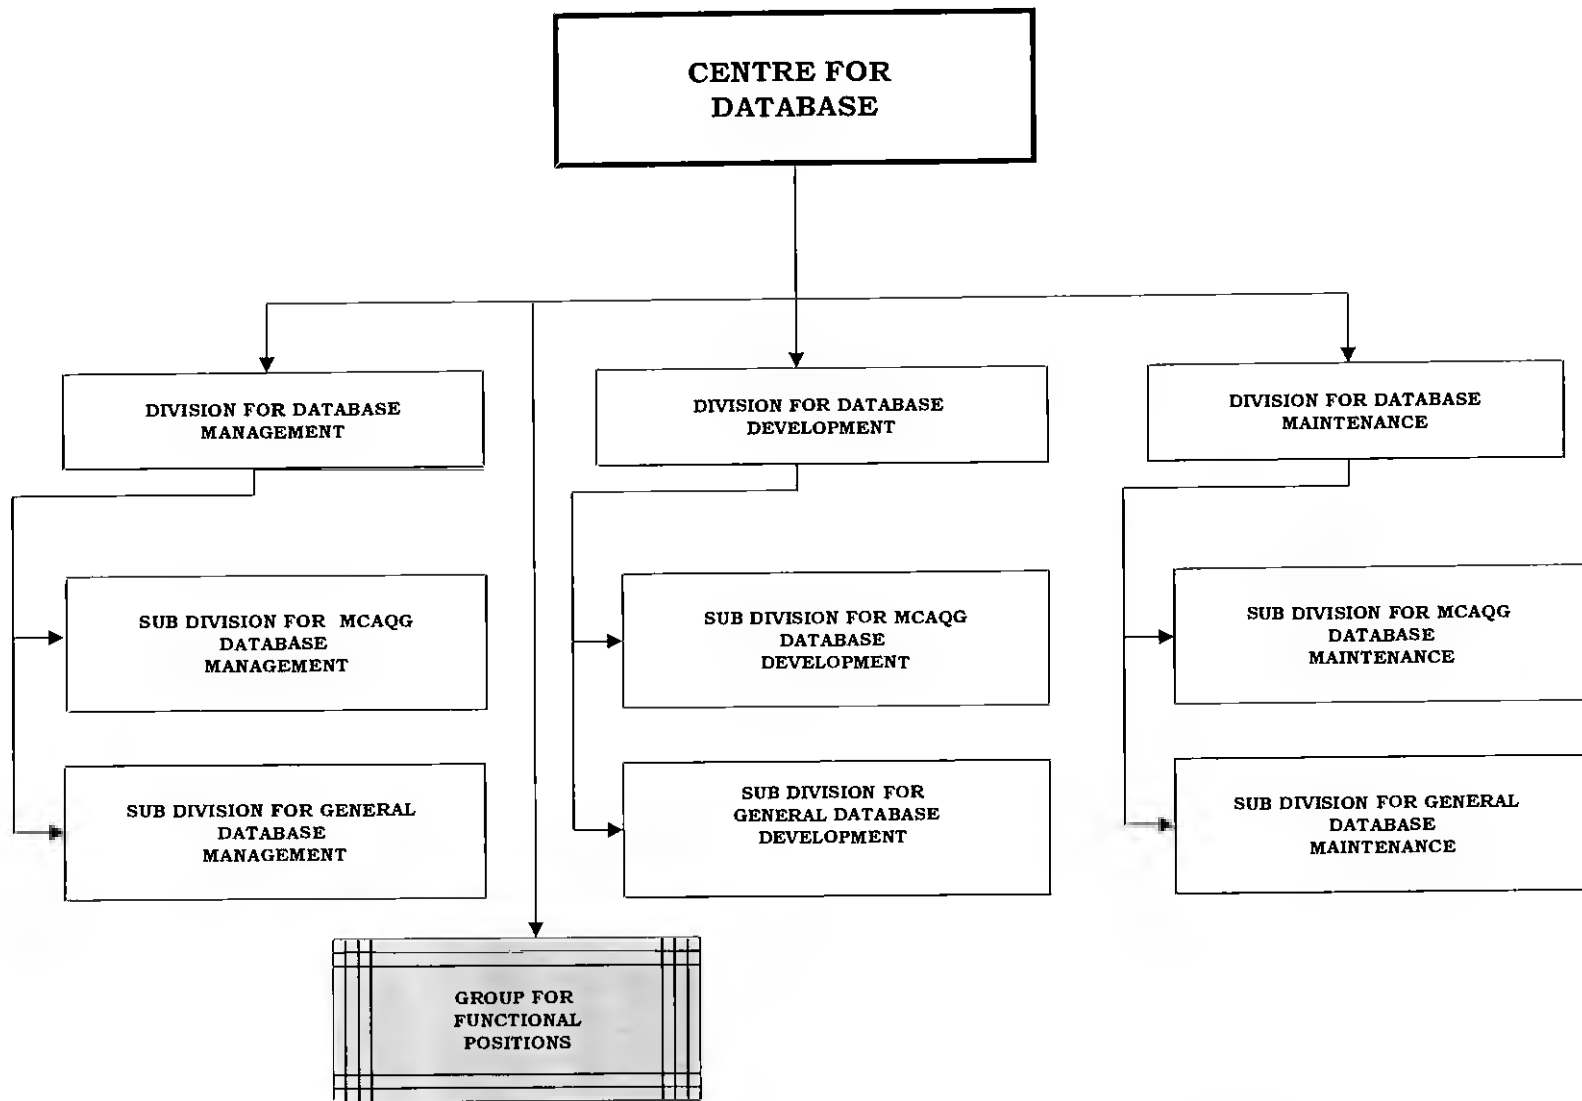 CENTRE FOR
DATABASE
DIVISION FOR DATABASE
MANAGEMENT
DIVISION FOR DATABASE
DEVELOPMENT
DIVISION FOR DATABASE
MAINTENANCE
SUB DIVISION FOR MCAQG
DATABASE
MANAGEMENT
SUB DIVISION FOR MCAQG
DATABASE
DEVELOPMENT
SUB DIVISION FOR MCAQG
DATABASE
MAINTENANCE
SUB DIVISION FOR GENERAL
DATABASE
MANAGEMENT
SUB DIVISION FOR
GENERAL DATABASE
DEVELOPMENT
SUB DIVISION FOR GENERAL
DATABASE
MAINTENANCE
GROUP FOR
FUNCTIONAL
POSITIONS